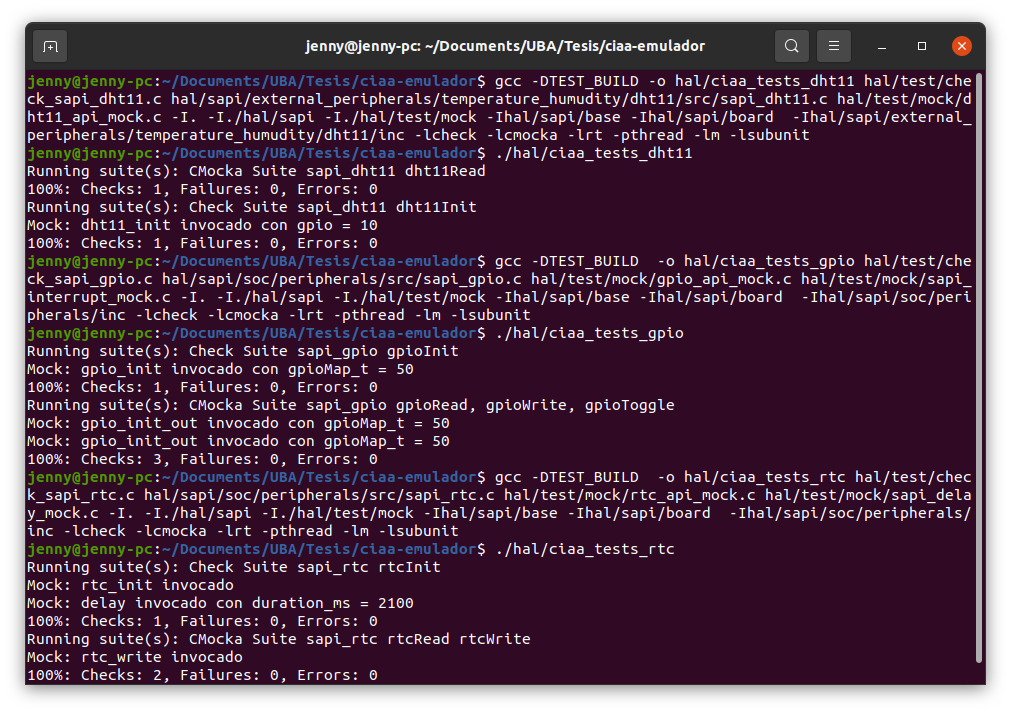 jenny@jenny-pc: ~/Documents/UBA/Tesis/ciaa-emulador
jenny@jenny-pc:~/Documents/UBA/Tesis/ciaa-emulador$ gcc -DTEST_BUILD -o hal/ciaa_tests_dht11 hal/test/che
ck_sapi_dht11.c hal/sapi/external_peripherals/temperature_humudity/dht11/src/sapi_dht11.c hal/test/mock/d
ht11_api_mock.c -I. -I./hal/sapi -I./hal/test/mock -Ihal/sapi/base -Ihal/sapi/board  -Ihal/sapi/external_
peripherals/temperature_humudity/dht11/inc -lcheck -lcmocka -lrt -pthread -lm -lsubunit
jenny@jenny-pc:~/Documents/UBA/Tesis/ciaa-emulador$ ./hal/ciaa_tests_dht11
Running suite(s): CMocka Suite sapi_dht11 dht11Read
100%: Checks: 1, Failures: 0, Errors: 0
Running suite(s): Check Suite sapi_dht11 dht11Init
Mock: dht11_init invocado con gpio = 10
100%: Checks: 1, Failures: 0, Errors: 0
jenny@jenny-pc:~/Documents/UBA/Tesis/ciaa-emulador$ gcc -DTEST_BUILD  -o hal/ciaa_tests_gpio hal/test/che
ck_sapi_gpio.c hal/sapi/soc/peripherals/src/sapi_gpio.c hal/test/mock/gpio_api_mock.c hal/test/mock/sapi_
interrupt_mock.c -I. -I./hal/sapi -I./hal/test/mock -Ihal/sapi/base -Ihal/sapi/board  -Ihal/sapi/soc/peri
pherals/inc -lcheck -lcmocka -lrt -pthread -lm -lsubunit
jenny@jenny-pc:~/Documents/UBA/Tesis/ciaa-emulador$ ./hal/ciaa_tests_gpio
Running suite(s): Check Suite sapi_gpio gpioInit
Mock: gpio_init invocado con gpioMap_t = 50
100%: Checks: 1, Failures: 0, Errors: 0
Running suite(s): CMocka Suite sapi_gpio gpioRead, gpioWrite, gpioToggle
Mock: gpio_init_out invocado con gpioMap_t = 50
Mock: gpio_init_out invocado con gpioMap_t = 50
100%: Checks: 3, Failures: 0, Errors: 0
jenny@jenny-pc:~/Documents/UBA/Tesis/ciaa-emulador$ gcc -DTEST_BUILD  -o hal/ciaa_tests_rtc hal/test/chec
k_sapi_rtc.c hal/sapi/soc/peripherals/src/sapi_rtc.c hal/test/mock/rtc_api_mock.c hal/test/mock/sapi_dela
y_mock.c -I. -I./hal/sapi -I./hal/test/mock -Ihal/sapi/base -Ihal/sapi/board  -Ihal/sapi/soc/peripherals/
inc -lcheck -lcmocka -lrt -pthread -lm -lsubunit
jenny@jenny-pc:~/Documents/UBA/Tesis/ciaa-emulador$ ./hal/ciaa_tests_rtc
Running suite(s): Check Suite sapi_rtc rtcInit
Mock: rtc_init invocado
Mock: delay invocado con duration_ms = 2100
100%: Checks: 1, Failures: 0, Errors: 0
Running suite(s): CMocka Suite sapi_rtc rtcRead rtcWrite
Mock: rtc_write invocado
100%: Checks: 2, Failures: 0, Errors: 0